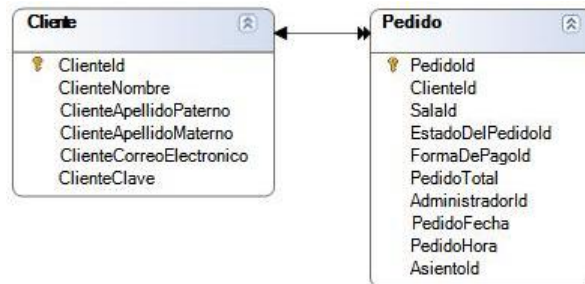 Cliente
ClienteId
ClienteNombre
ClienteApellidoPaterno
ClienteApellidoMaterno
ClienteCorreoElectronico
ClienteClave
Pedido
PedidoId
ClienteId
SalaId
EstadoDelPedidoId
FormaDePagoId
PedidoTotal
AdministradorId
PedidoFecha
PedidoHora
AsientoId